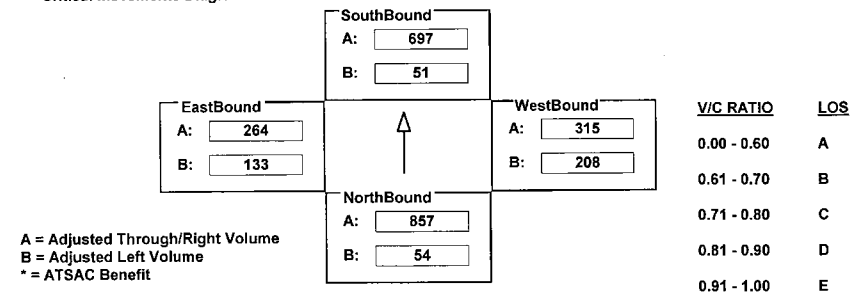 SouthBound
A: 697
B: 51
EastBound
A: 264
B: 133
WestBound
A: 315
B: 208
NorthBound
A: 857
B: 54
A = Adjusted Through/Right Volume
B = Adjusted Left Volume
* = ATSAC Benefit
V/C RATIO LOS
0.00 - 0.60 A
0.61 - 0.70 B
0.71 - 0.80 C
0.81 - 0.90 D
0.91 - 1.00 E